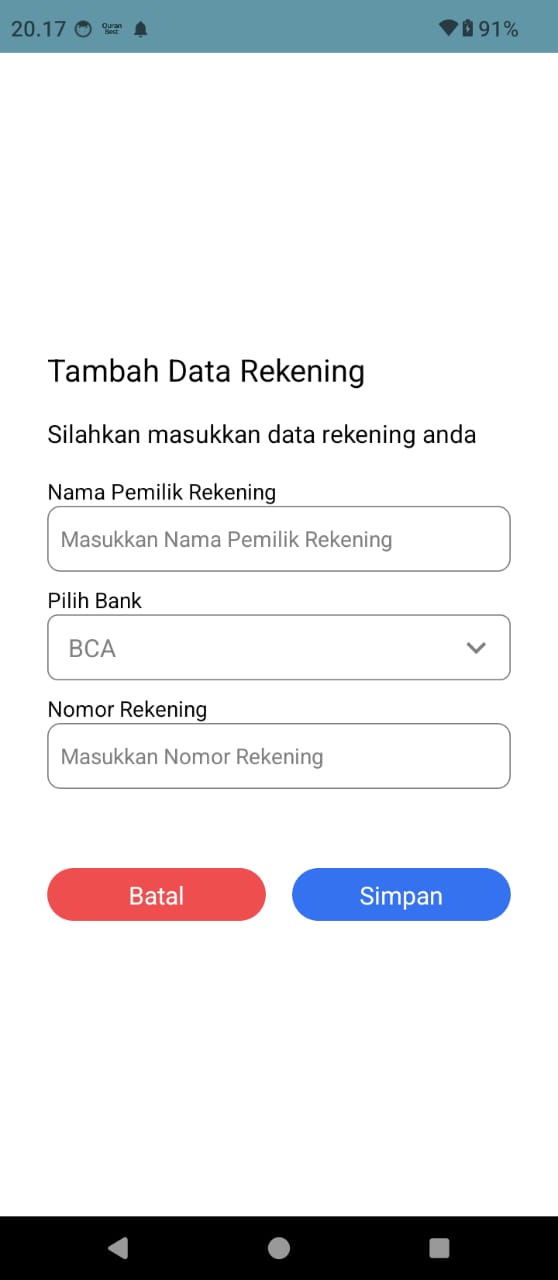 20.17 Quran Best 91%
Tambah Data Rekening
Silahkan masukkan data rekening anda
Nama Pemilik Rekening
Masukkan Nama Pemilik Rekening
Pilih Bank
BCA
Nomor Rekening
Masukkan Nomor Rekening
Batal Simpan